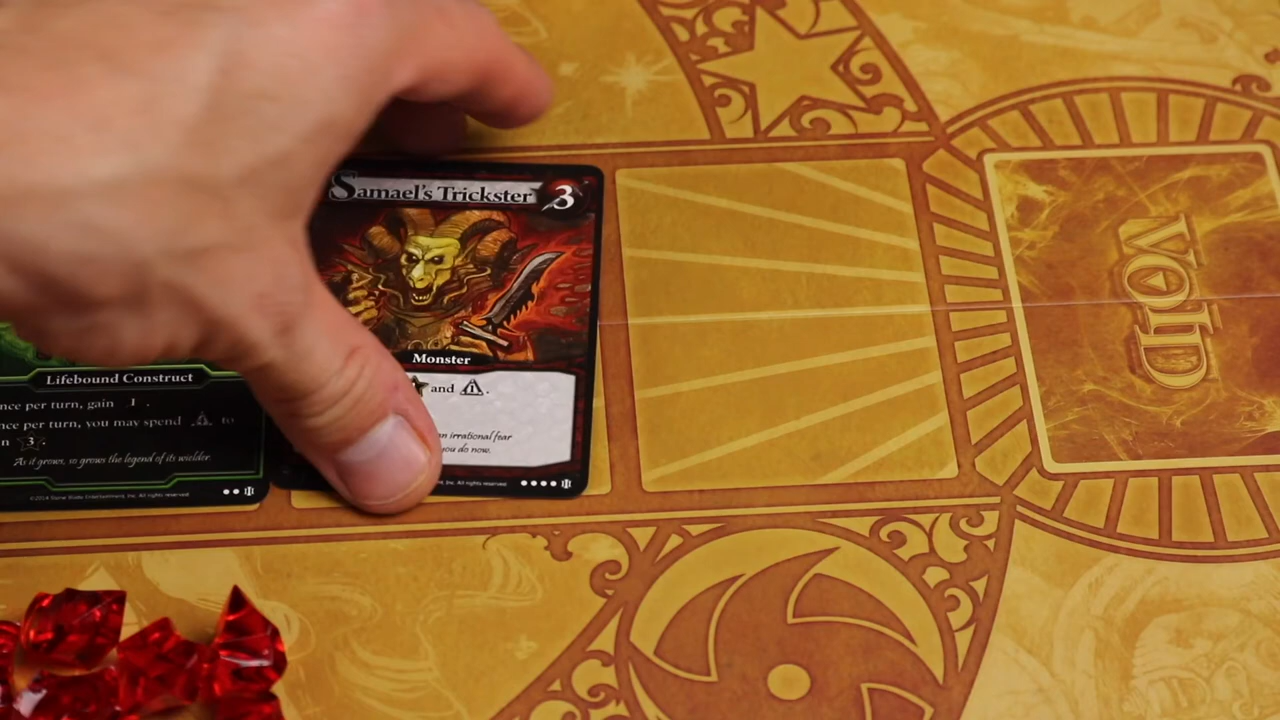 Samael's Trickster 3
Monster
and 1.
an irrational fear
you do now.
Inc. All rights reserved.
Lifebound Construct
nce per turn, gain 1.
nce per turn, you may spend 1 to
n 3.
As it grows, so grows the legend of its wielder.
©2014 Stone Blade Entertainment, Inc. All rights reserved.
VOID